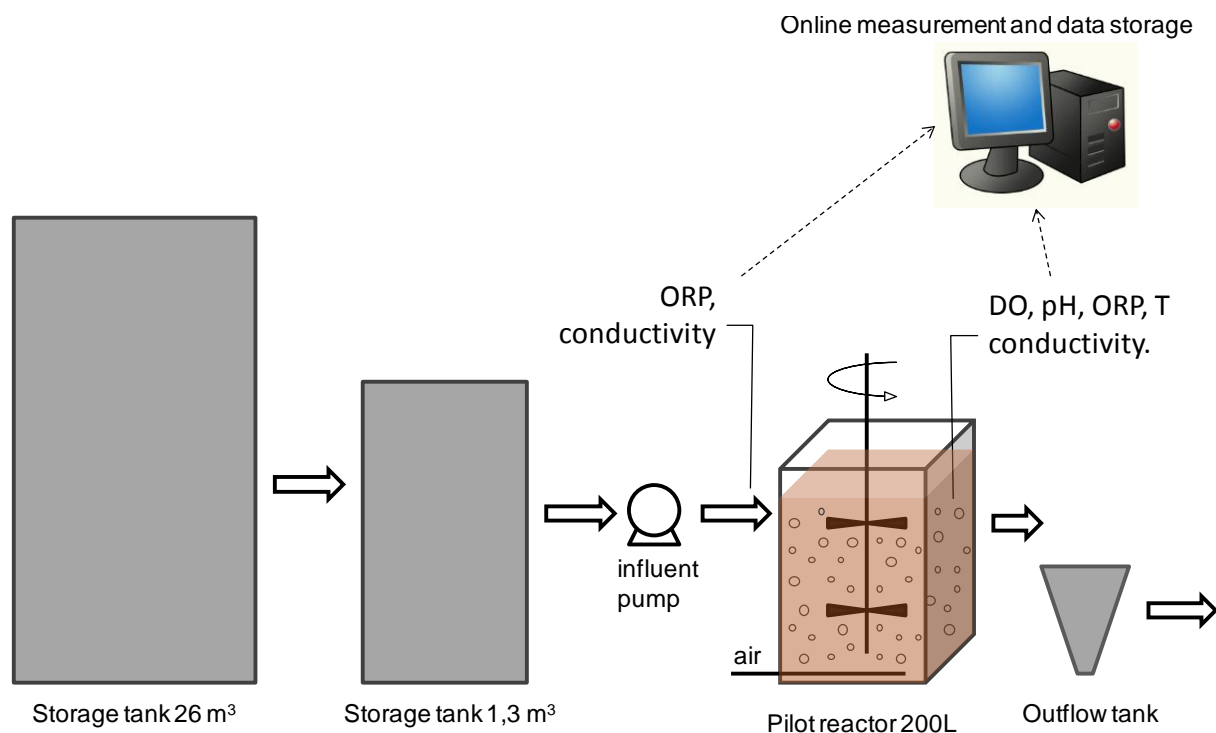 Online measurement and data storage
ORP,
conductivity
DO, pH, ORP, T
conductivity.
influent
pump
air
Storage tank 26 m³
Storage tank 1,3 m³
Pilot reactor 200L
Outflow tank